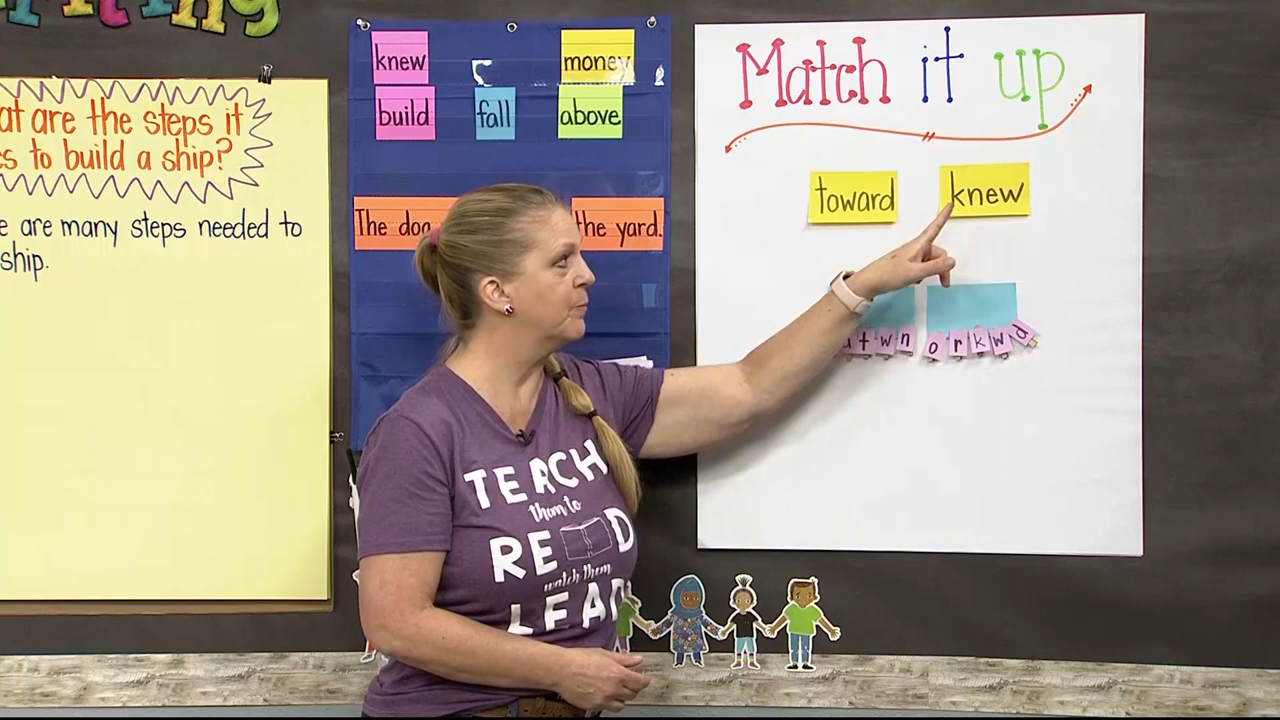 at are the steps it
to build a ship?
are many steps needed to
ship.
knew
money
build
fall
above
The dog
the yard.
Match it up
toward
knew
t w n
o r k w d
TEACH
them to
READ
watch them
LEAD